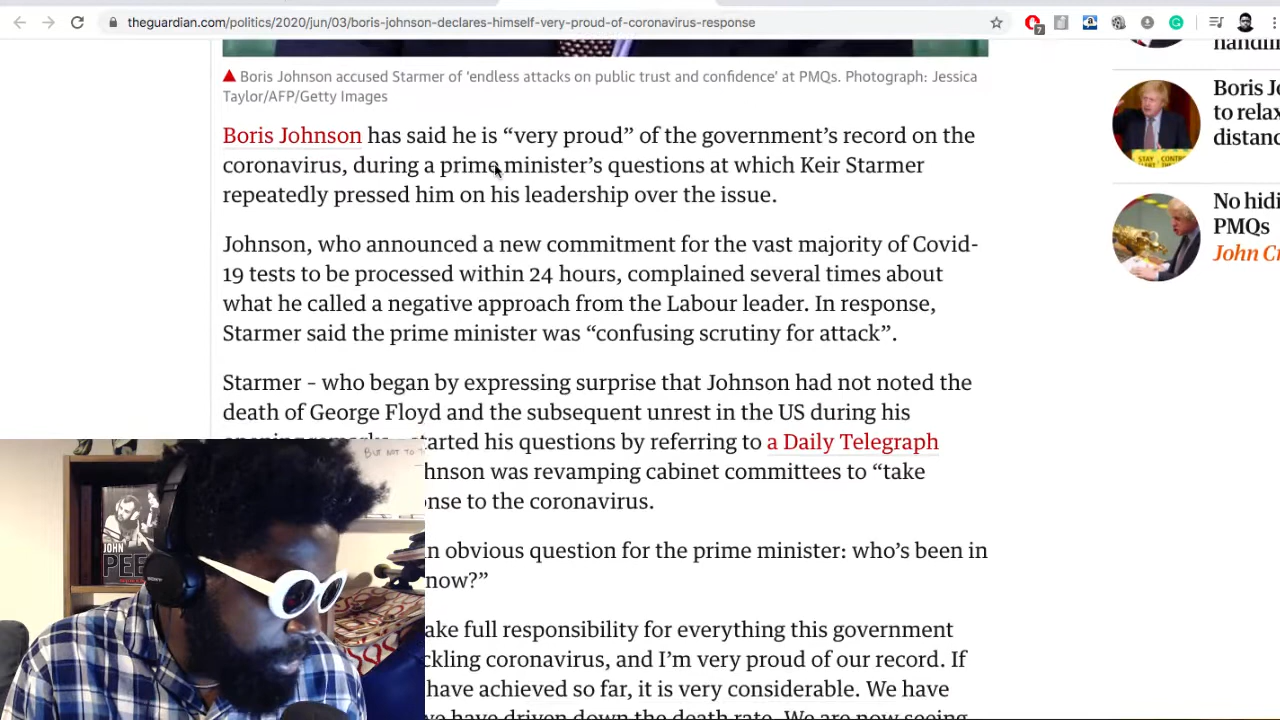 theguardian.com/politics/2020/jun/03/boris-johnson-declares-himself-very-proud-of-coronavirus-response
7
Boris Johnson accused Starmer of 'endless attacks on public trust and confidence' at PMQs. Photograph: Jessica
Taylor/AFP/Getty Images
Boris Johnson has said he is “very proud” of the government’s record on the
coronavirus, during a prime minister’s questions at which Keir Starmer
repeatedly pressed him on his leadership over the issue.
Johnson, who announced a new commitment for the vast majority of Covid-
19 tests to be processed within 24 hours, complained several times about
what he called a negative approach from the Labour leader. In response,
Starmer said the prime minister was “confusing scrutiny for attack”.
Starmer – who began by expressing surprise that Johnson had not noted the
death of George Floyd and the subsequent unrest in the US during his
started his questions by referring to a Daily Telegraph
hnson was revamping cabinet committees to “take
nse to the coronavirus.
n obvious question for the prime minister: who’s been in
now?”
ake full responsibility for everything this government
ckling coronavirus, and I’m very proud of our record. If
have achieved so far, it is very considerable. We have
we have driven down the death rate. We are now seeing
handlin
Boris Jo
to relax
distanc
STAY
CONTR
No hidi
PMQs
John Cr
BUT NOT TO
JOHN
PEE